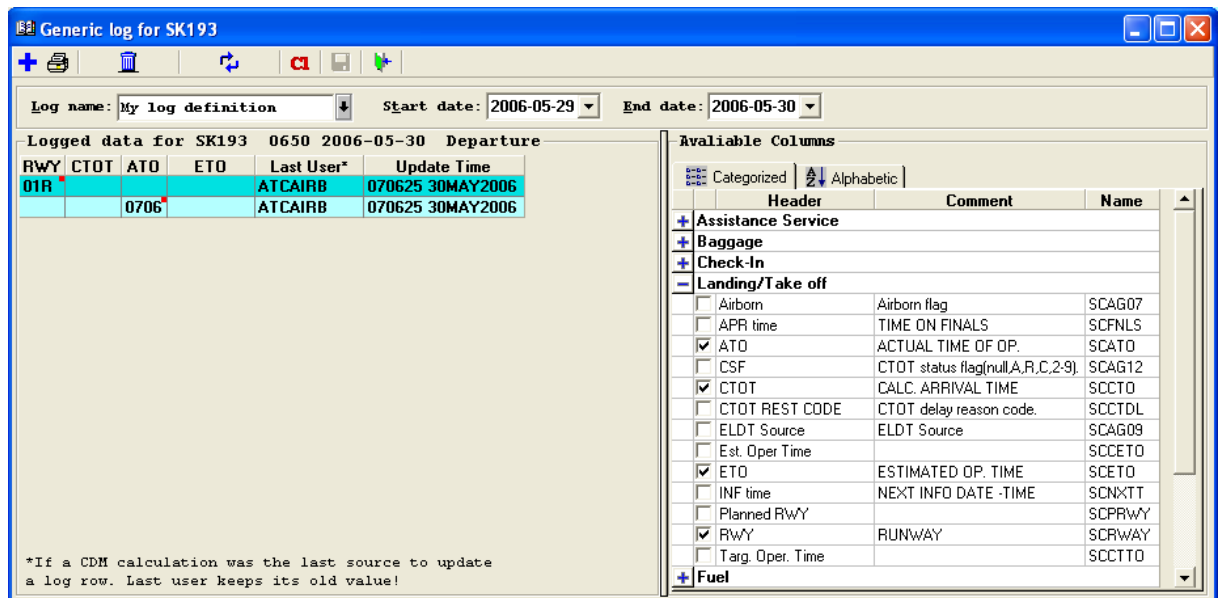 Generic log for SK193
C1
Log name: My log definition Start date: 2006-05-29 End date: 2006-05-30
Logged data for SK193 0650 2006-05-30 Departure
RWY CTOT ATO ETO Last User* Update Time
01R ATCAIRB 070625 30MAY2006
0706 ATCAIRB 070625 30MAY2006
*If a CDM calculation was the last source to update
a log row. Last user keeps its old value!
Avaliable Columns
Categorized Alphabetic
Header Comment Name
Assistance Service
Baggage
Check-In
Landing/Take off
Airborn Airborn flag SCAG07
APR time TIME ON FINALS SCFNLS
ATO ACTUAL TIME OF OP. SCATO
CSF CTOT status flag(null,A,R,C,2-9). SCAG12
CTOT CALC. ARRIVAL TIME SCCTO
CTOT REST CODE CTOT delay reason code. SCCTDL
ELDT Source ELDT Source SCAG09
Est. Oper Time SCCETO
ETO ESTIMATED OP. TIME SCETO
INF time NEXT INFO DATE -TIME SCNXTT
Planned RWY SCPRWY
RWY RUNWAY SCRWAY
Targ. Oper. Time SCCTTO
Fuel